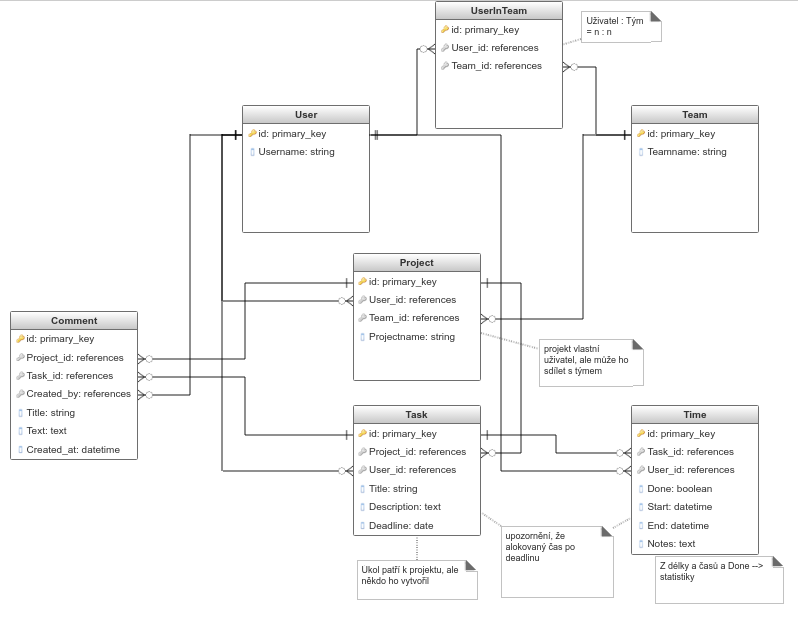 UserInTeam
id: primary_key
User_id: references
Team_id: references
Uživatel : Tým
= n : n
User
id: primary_key
Username: string
Team
id: primary_key
Teamname: string
Project
id: primary_key
User_id: references
Team_id: references
Projectname: string
projekt vlastní
uživatel, ale může ho
sdílet s týmem
Comment
id: primary_key
Project_id: references
Task_id: references
Created_by: references
Title: string
Text: text
Created_at: datetime
Task
id: primary_key
Project_id: references
User_id: references
Title: string
Description: text
Deadline: date
Time
id: primary_key
Task_id: references
User_id: references
Done: boolean
Start: datetime
End: datetime
Notes: text
upozornění, že
alokovaný čas po
deadlinu
Ukol patří k projektu, ale
někdo ho vytvořil
Z délky a časů a Done -->
statistiky